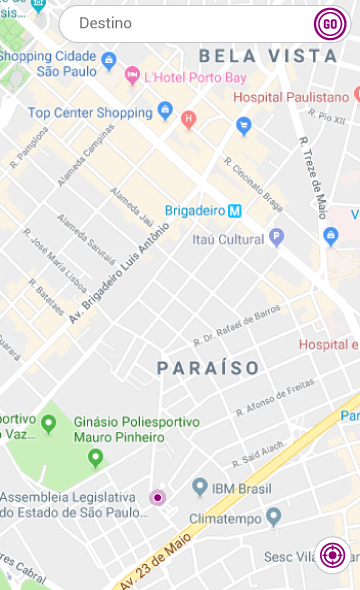 Destino
GO
BELA VISTA
Shopping Cidade
São Paulo
L'Hotel Porto Bay
Hospital Paulistano
Top Center Shopping
H
R. Pio XII
R. Pamplona
Alameda Campinas
R. Cincinato Braga
R. Treze de Maio
Alameda Jaú
Brigadeiro M
Alameda Sarutaiá
Itaú Cultural P
R. José Maria Lisboa
Av. Brigadeiro Luís Antônio
R. Batataes
R. Dr. Rafael de Barros
Hospital e
PARAÍSO
R. Afonso de Freitas
Ginásio Poliesportivo
Mauro Pinheiro
R. Said Aiach
IBM Brasil
Assembleia Legislativa
do Estado de São Paulo...
Climatempo
Av. 23 de Maio